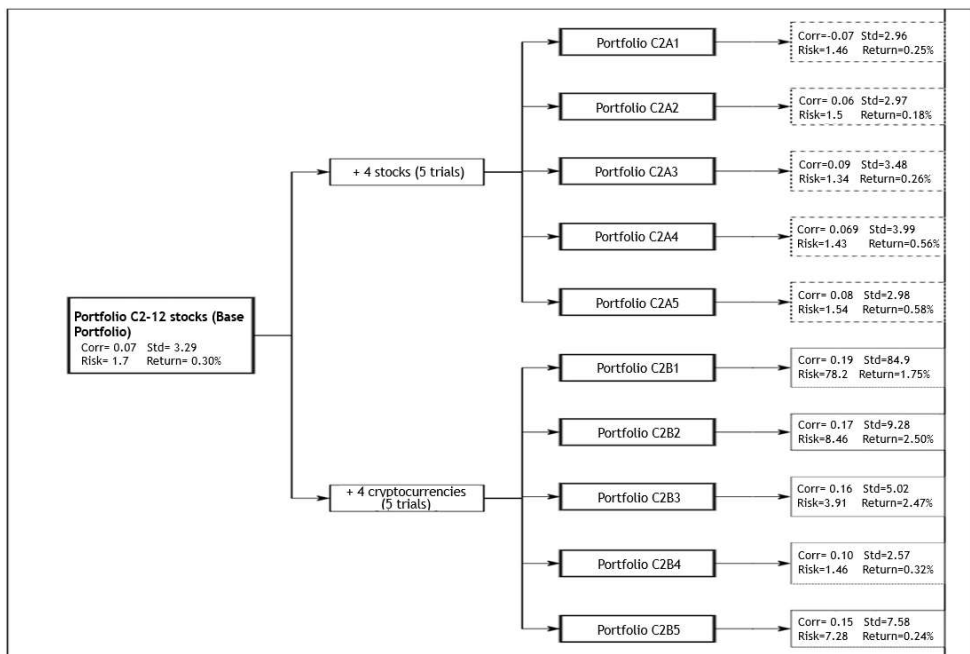 Portfolio C2A1
Corr=-0.07 Std=2.96
Risk=1.46 Return=0.25%
Portfolio C2A2
Corr= 0.06 Std=2.97
Risk=1.5 Return=0.18%
+ 4 stocks (5 trials)
Portfolio C2A3
Corr=0.09 Std=3.48
Risk=1.34 Return=0.26%
Portfolio C2A4
Corr= 0.069 Std=3.99
Risk=1.43 Return=0.56%
Portfolio C2A5
Corr= 0.08 Std=2.98
Risk=1.54 Return=0.58%
Portfolio C2-12 stocks (Base
Portfolio)
Corr= 0.07 Std= 3.29
Risk= 1.7 Return= 0.30%
Portfolio C2B1
Corr= 0.19 Std=84.9
Risk=78.2 Return=1.75%
Portfolio C2B2
Corr= 0.17 Std=9.28
Risk=8.46 Return=2.50%
+ 4 cryptocurrencies
(5 trials)
Portfolio C2B3
Corr= 0.16 Std=5.02
Risk=3.91 Return=2.47%
Portfolio C2B4
Corr= 0.10 Std=2.57
Risk=1.46 Return=0.32%
Portfolio C2B5
Corr= 0.15 Std=7.58
Risk=7.28 Return=0.24%